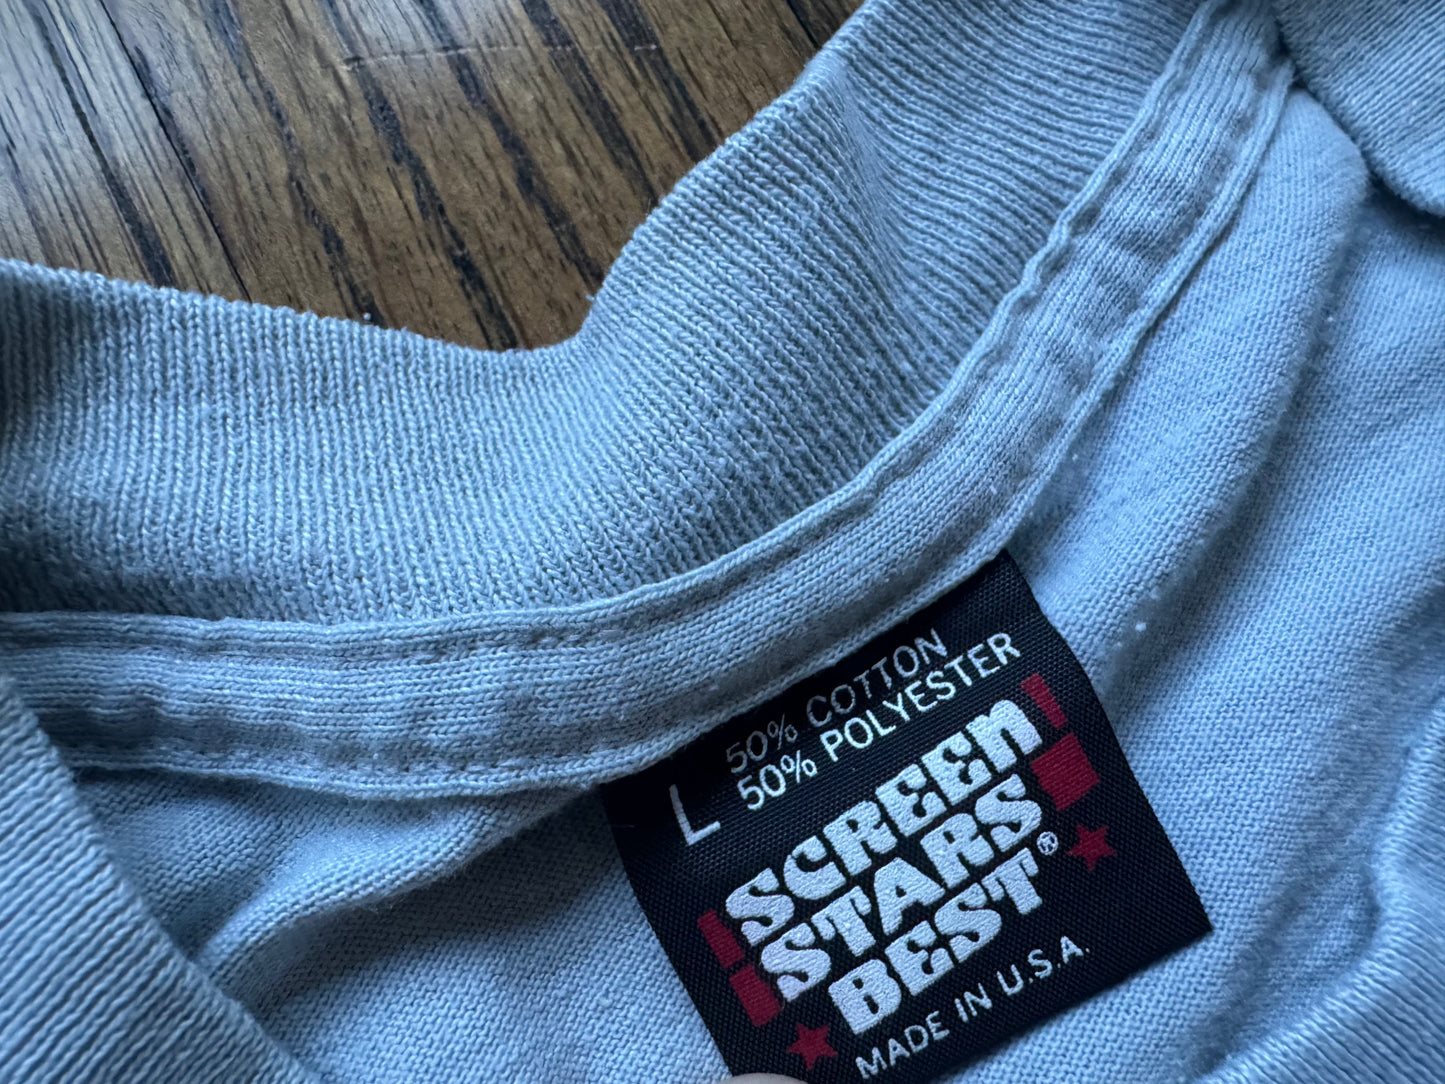 50% COTTON
50% POLYESTER
L
SCREEN
STARS
BEST®
MADE IN U.S.A.